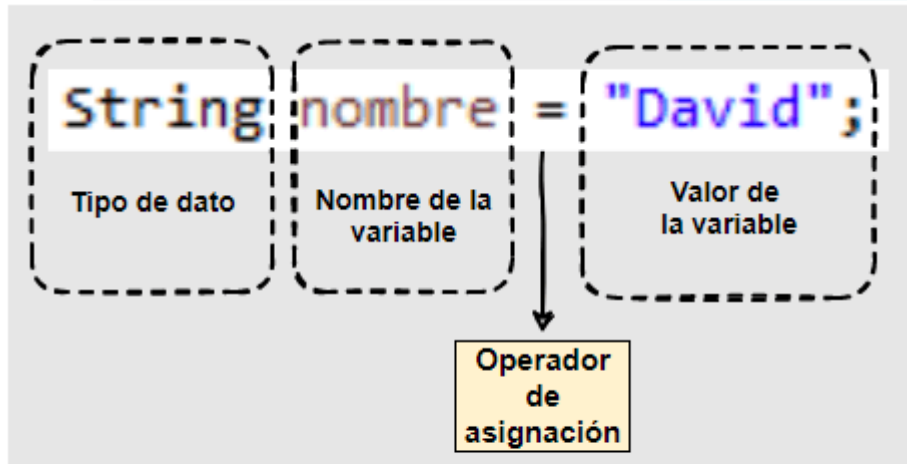 String nombre = "David";
Tipo de dato
Nombre de la
variable
Valor de
la variable
Operador
de
asignación